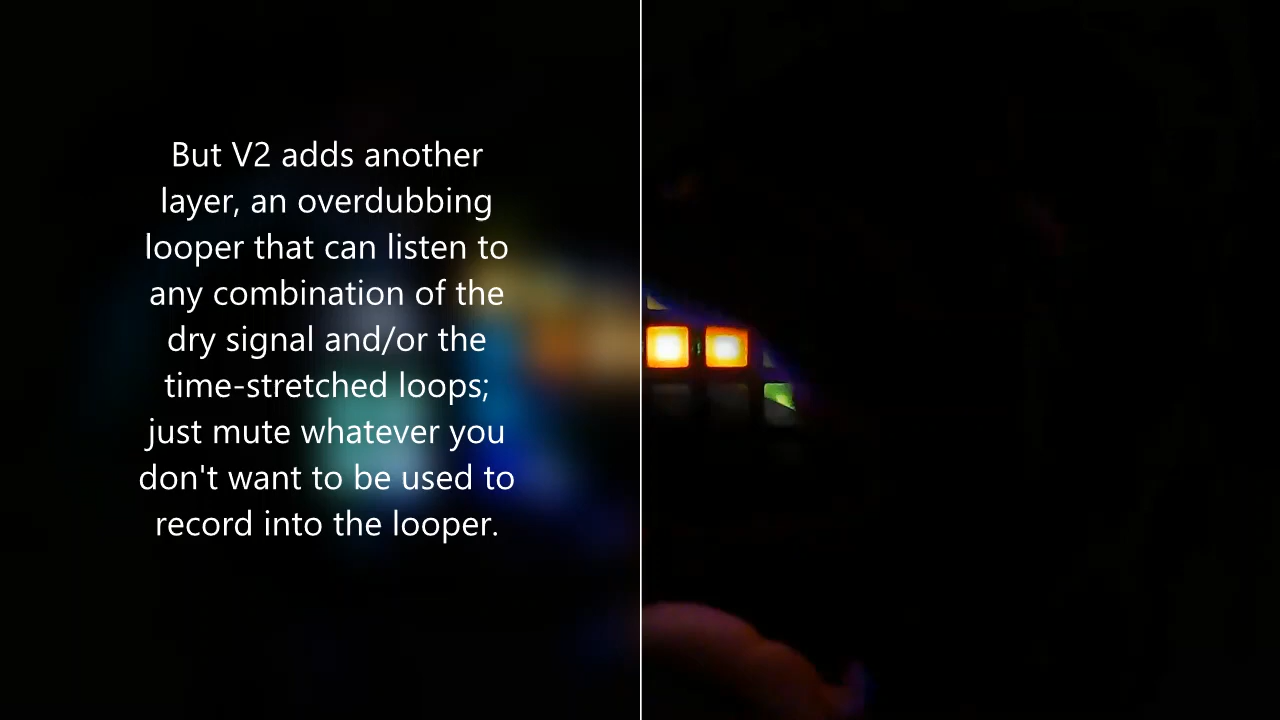 But V2 adds another
layer, an overdubbing
looper that can listen to
any combination of the
dry signal and/or the
time-stretched loops;
just mute whatever you
don't want to be used to
record into the looper.